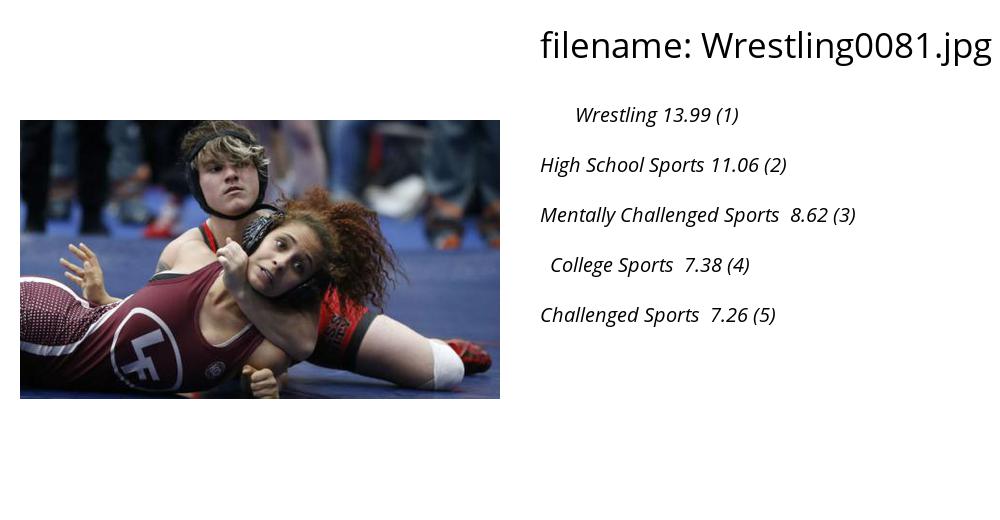 filename: Wrestling0081.jpg
Wrestling 13.99 (1)
High School Sports 11.06 (2)
Mentally Challenged Sports 8.62 (3)
College Sports 7.38 (4)
Challenged Sports 7.26 (5)
LF